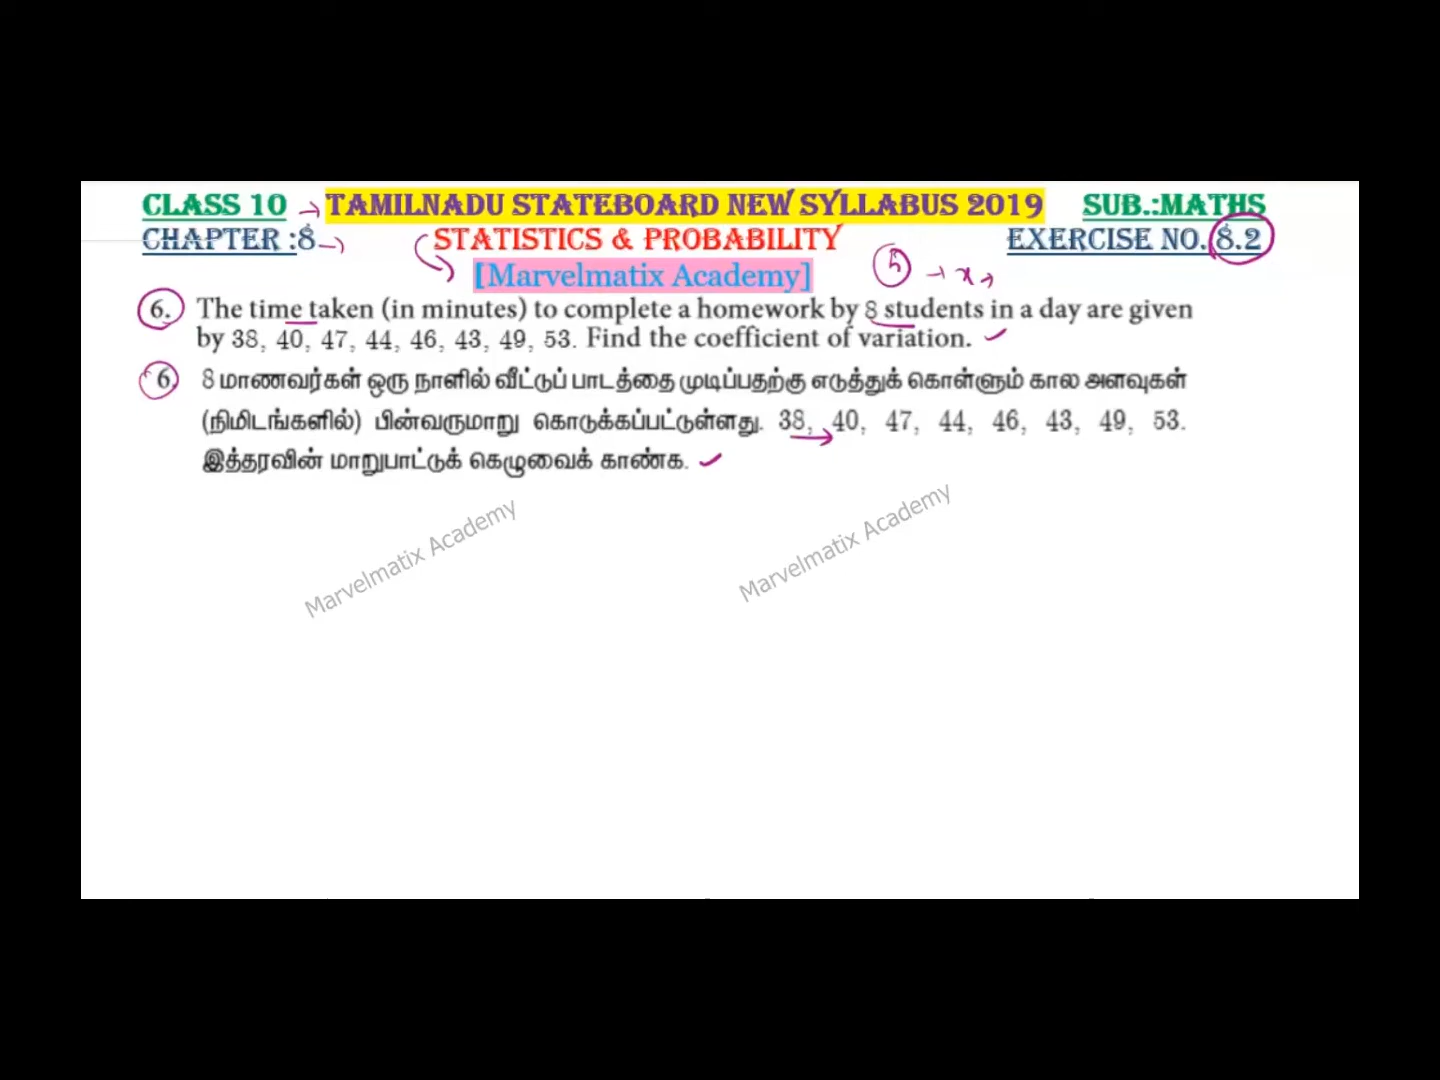 CLASS 10 → TAMILNADU STATEBOARD NEW SYLLABUS 2019 SUB.:MATHS
CHAPTER :8 → STATISTICS & PROBABILITY EXERCISE NO. 8.2
[Marvelmatix Academy] 5 → x →
6. The time taken (in minutes) to complete a homework by 8 students in a day are given
by 38, 40, 47, 44, 46, 43, 49, 53. Find the coefficient of variation.
6. 8 மாணவர்கள் ஒரு நாளில் வீட்டுப் பாடத்தை முடிப்பதற்கு எடுத்துக் கொள்ளும் கால அளவுகள்
(நிமிடங்களில்) பின்வருமாறு கொடுக்கப்பட்டுள்ளது. 38, 40, 47, 44, 46, 43, 49, 53.
இத்தரவின் மாறுபாட்டுக் கெழுவைக் காண்க.
Marvelmatix Academy
Marvelmatix Academy